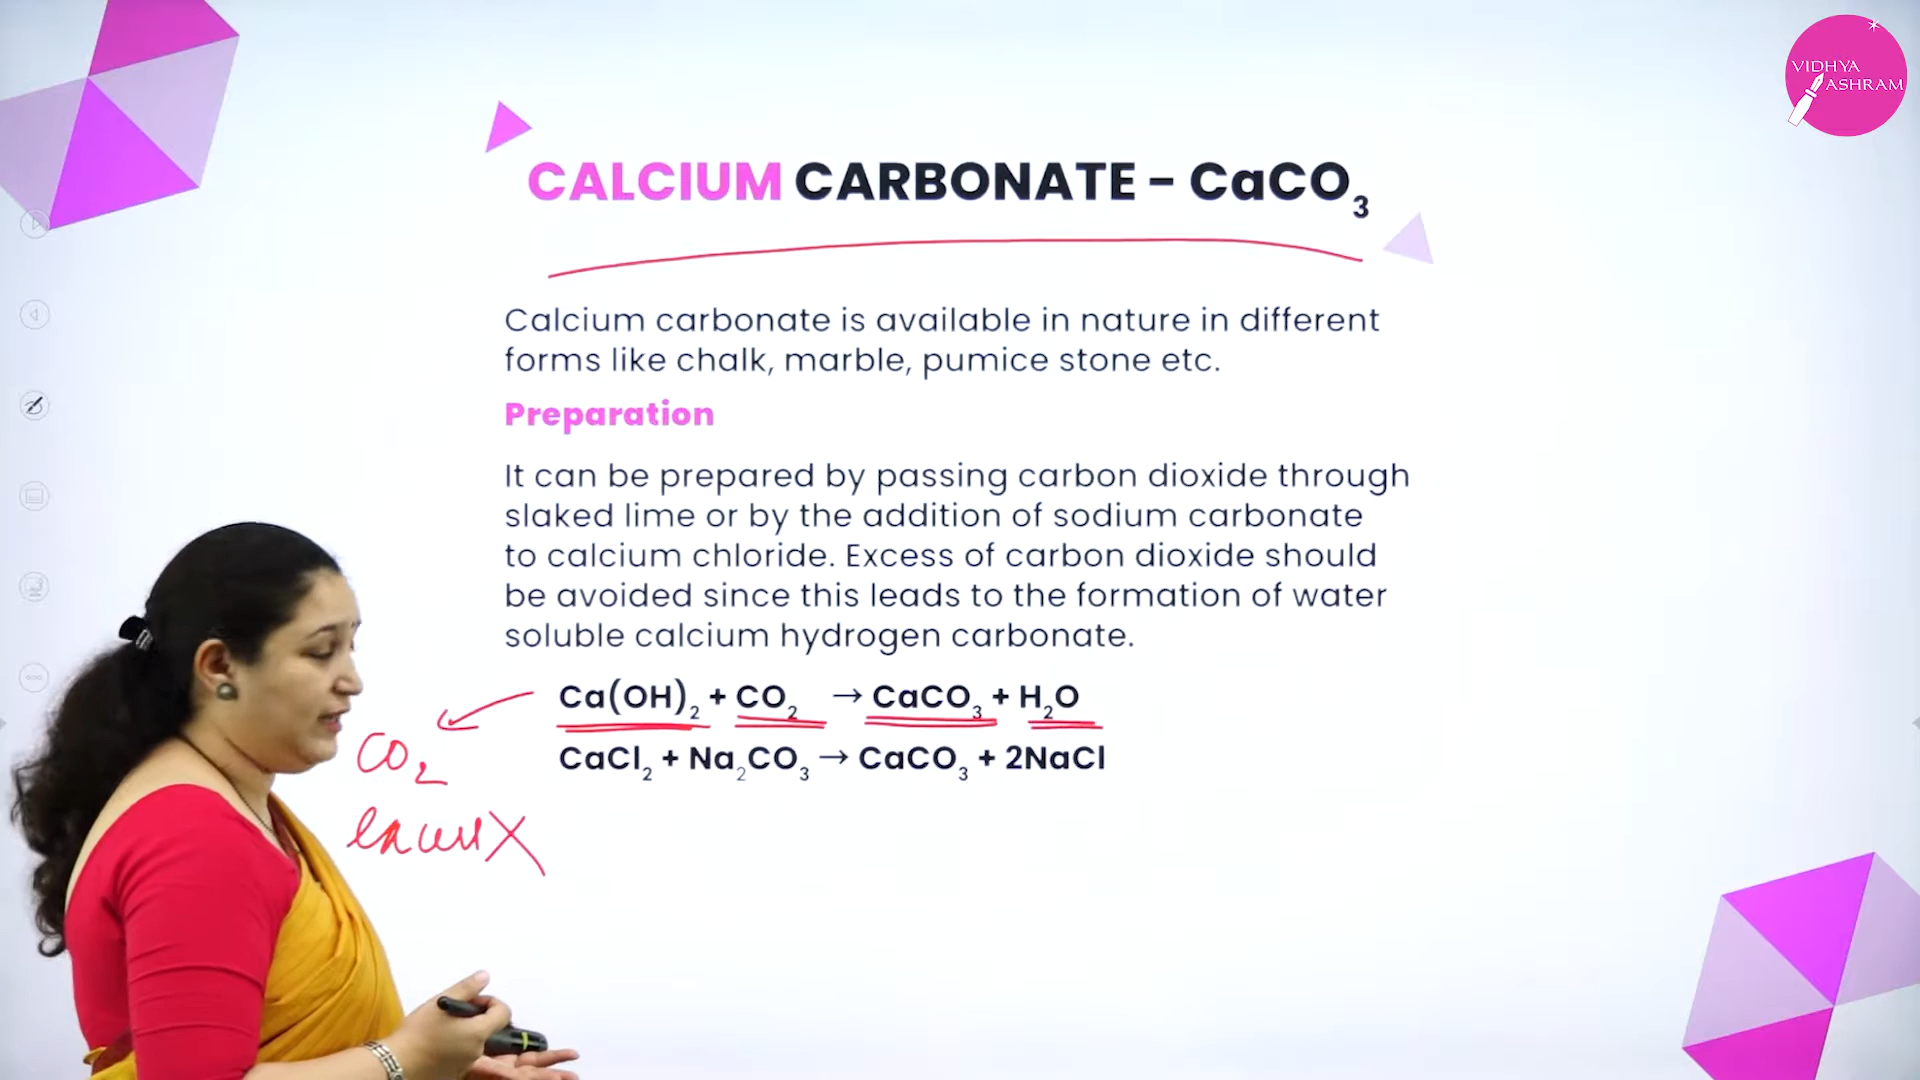 VIDHYA
ASHRAM
CALCIUM CARBONATE - CaCO₃
Calcium carbonate is available in nature in different
forms like chalk, marble, pumice stone etc.
Preparation
It can be prepared by passing carbon dioxide through
slaked lime or by the addition of sodium carbonate
to calcium chloride. Excess of carbon dioxide should
be avoided since this leads to the formation of water
soluble calcium hydrogen carbonate.
Ca(OH)₂ + CO₂ → CaCO₃ + H₂O
CaCl₂ + Na₂CO₃ → CaCO₃ + 2NaCl
CO₂